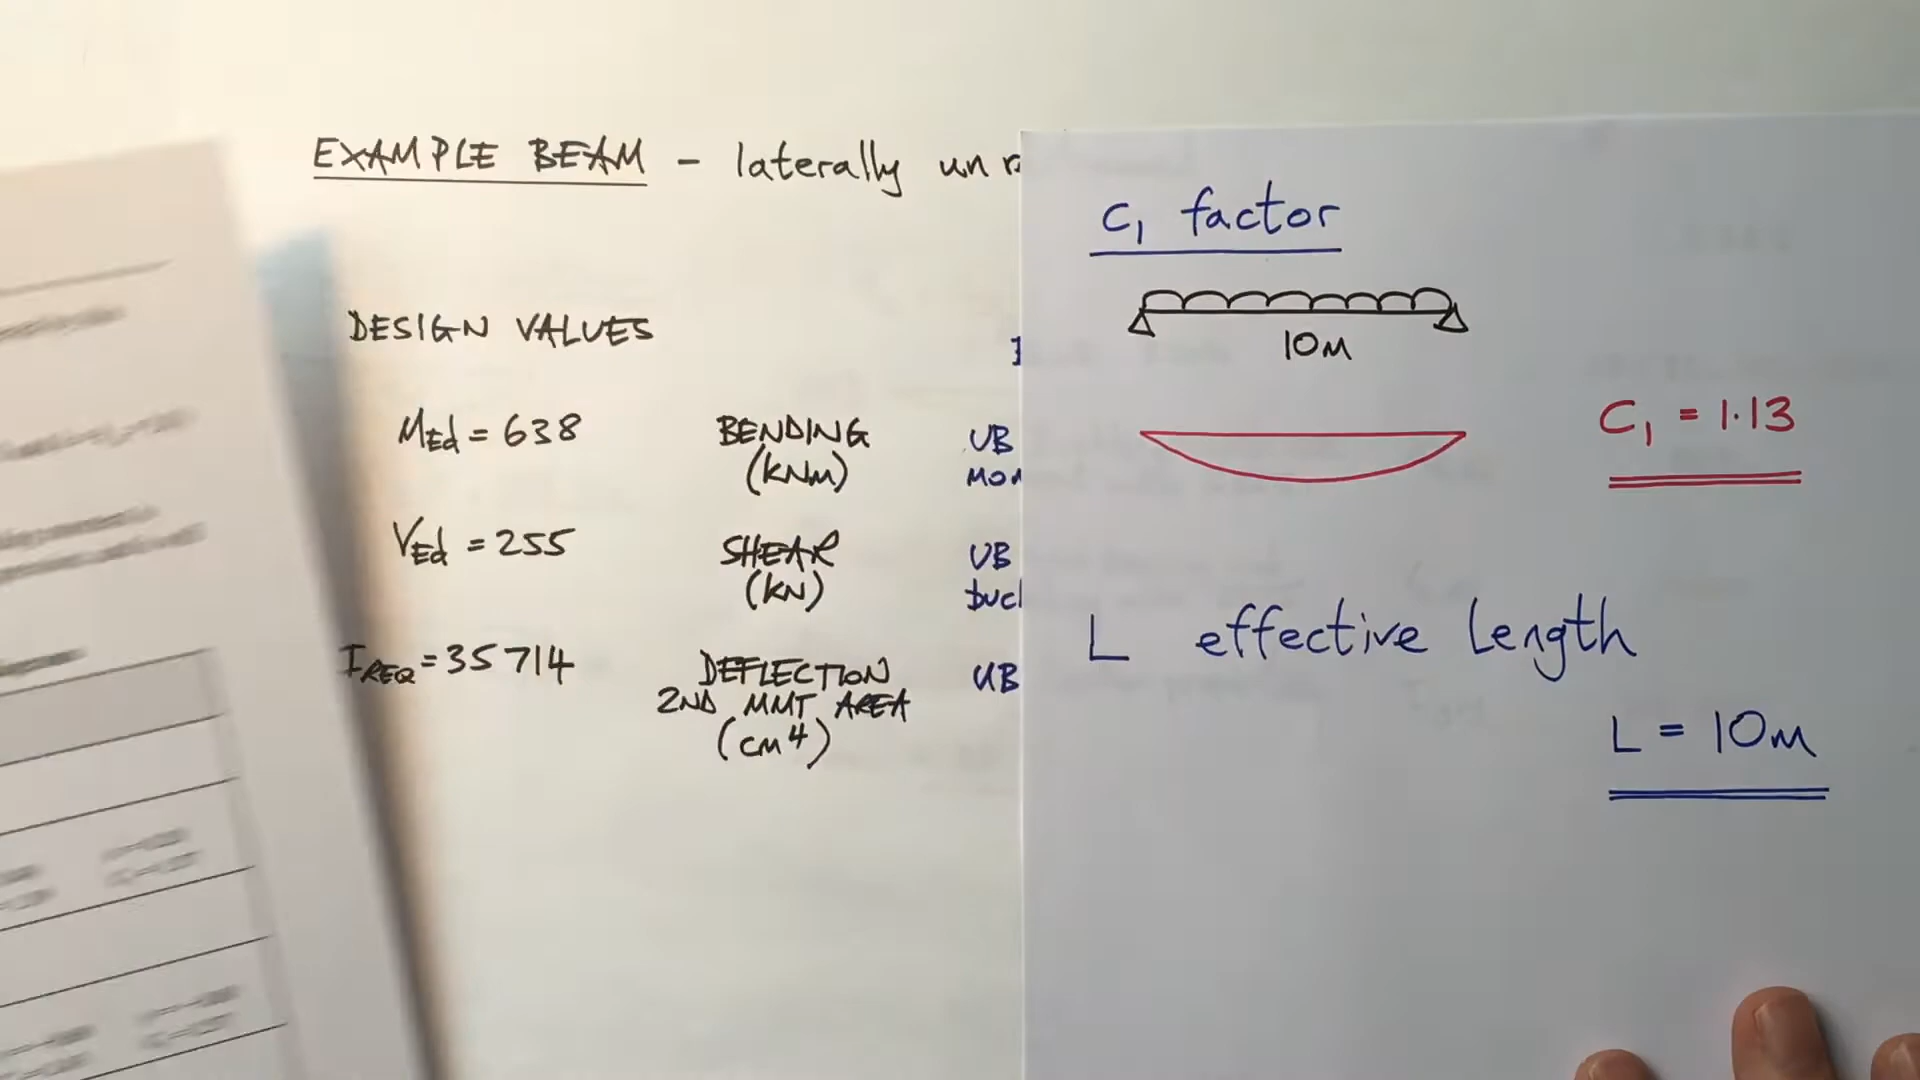 EXAMPLE BEAM - laterally un
DESIGN VALUES
MEd = 638
BENDING
(kNm)
UB
VEd = 255
SHEAR
(kN)
UB
IREQ = 35714
DEFLECTION
2ND MMT AREA
(cm4)
UB
C1 factor
10M
C1 = 1.13
L effective length
L = 10m